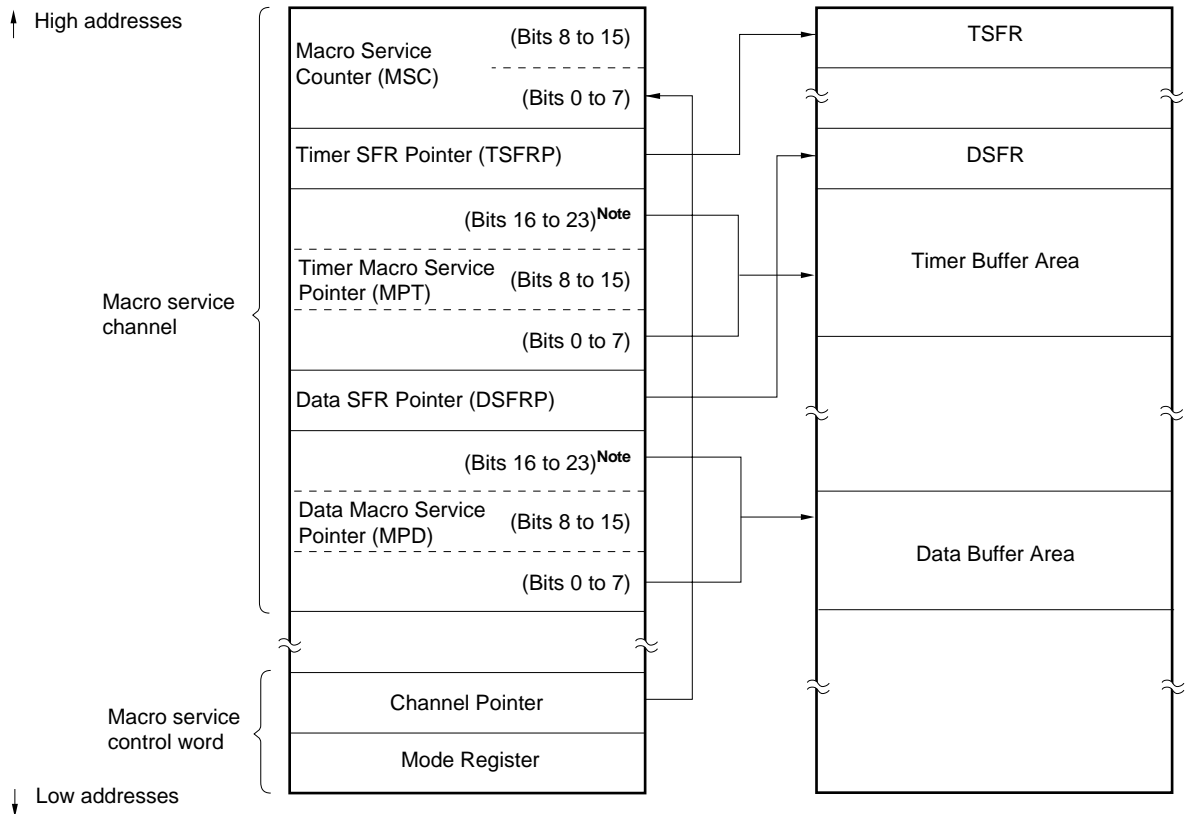 High addresses
Macro Service
Counter (MSC)
(Bits 8 to 15)
(Bits 0 to 7)
Timer SFR Pointer (TSFRP)
(Bits 16 to 23)Note
Timer Macro Service
Pointer (MPT)
(Bits 8 to 15)
(Bits 0 to 7)
Data SFR Pointer (DSFRP)
(Bits 16 to 23)Note
Data Macro Service
Pointer (MPD)
(Bits 8 to 15)
(Bits 0 to 7)
Macro service
channel
Channel Pointer
Mode Register
Macro service
control word
Low addresses
TSFR
DSFR
Timer Buffer Area
Data Buffer Area